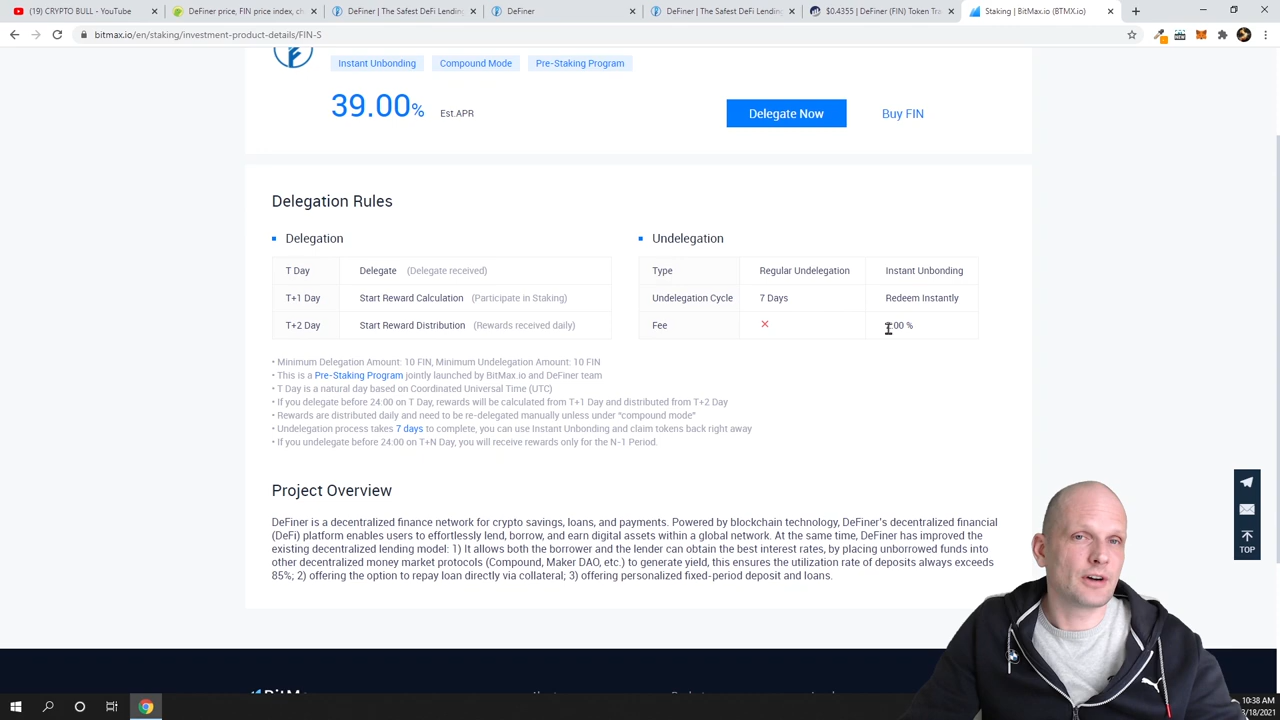 (19) CRYPTO BULL - YouTube
DeFiner price, FIN price index, ch
DeFiner | The Safest DeFi Lending
DeFiner
DeFiner | The Safest DeFi Lending
$0.4355 | DeFiner (FIN) Token Tra
Staking | BitMax.io (BTMX.io)
bitmax.io/en/staking/investment-product-details/FIN-S
Instant Unbonding
Compound Mode
Pre-Staking Program
39.00%
Est.APR
Delegate Now
Buy FIN
Delegation Rules
Delegation
T Day
Delegate
(Delegate received)
T+1 Day
Start Reward Calculation
(Participate in Staking)
T+2 Day
Start Reward Distribution
(Rewards received daily)
Undelegation
Type
Regular Undelegation
Instant Unbonding
Undelegation Cycle
7 Days
Redeem Instantly
Fee
.00 %
• Minimum Delegation Amount: 10 FIN, Minimum Undelegation Amount: 10 FIN
• This is a Pre-Staking Program jointly launched by BitMax.io and DeFiner team
• T Day is a natural day based on Coordinated Universal Time (UTC)
• If you delegate before 24:00 on T Day, rewards will be calculated from T+1 Day and distributed from T+2 Day
• Rewards are distributed daily and need to be re-delegated manually unless under “compound mode”
• Undelegation process takes 7 days to complete, you can use Instant Unbonding and claim tokens back right away
• If you undelegate before 24:00 on T+N Day, you will receive rewards only for the N-1 Period.
Project Overview
DeFiner is a decentralized finance network for crypto savings, loans, and payments. Powered by blockchain technology, DeFiner's decentralized financial
(DeFi) platform enables users to effortlessly lend, borrow, and earn digital assets within a global network. At the same time, DeFiner has improved the
existing decentralized lending model: 1) It allows both the borrower and the lender can obtain the best interest rates, by placing unborrowed funds into
other decentralized money market protocols (Compound, Maker DAO, etc.) to generate yield, this ensures the utilization rate of deposits always exceeds
85%; 2) offering the option to repay loan directly via collateral; 3) offering personalized fixed-period deposit and loans.
TOP
10:38 AM
/18/2021